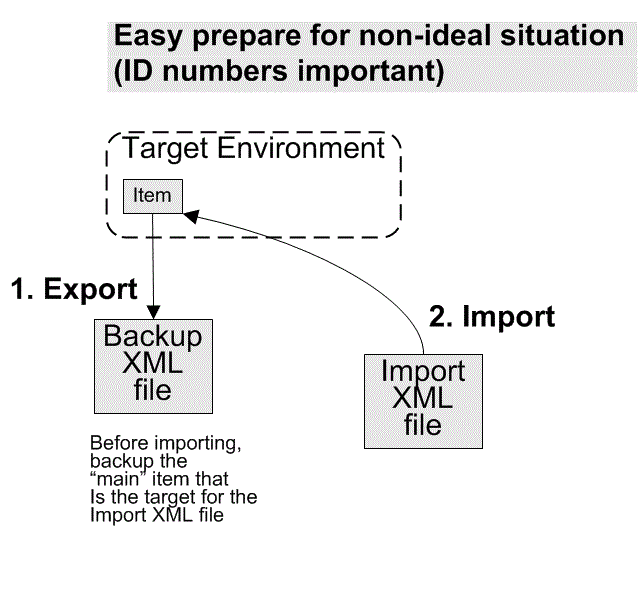 Easy prepare for non-ideal situation
(ID numbers important)
Target Environment
Item
1. Export
2. Import
Backup
XML
file
Import
XML
file
Before importing,
backup the
“main” item that
Is the target for the
Import XML file